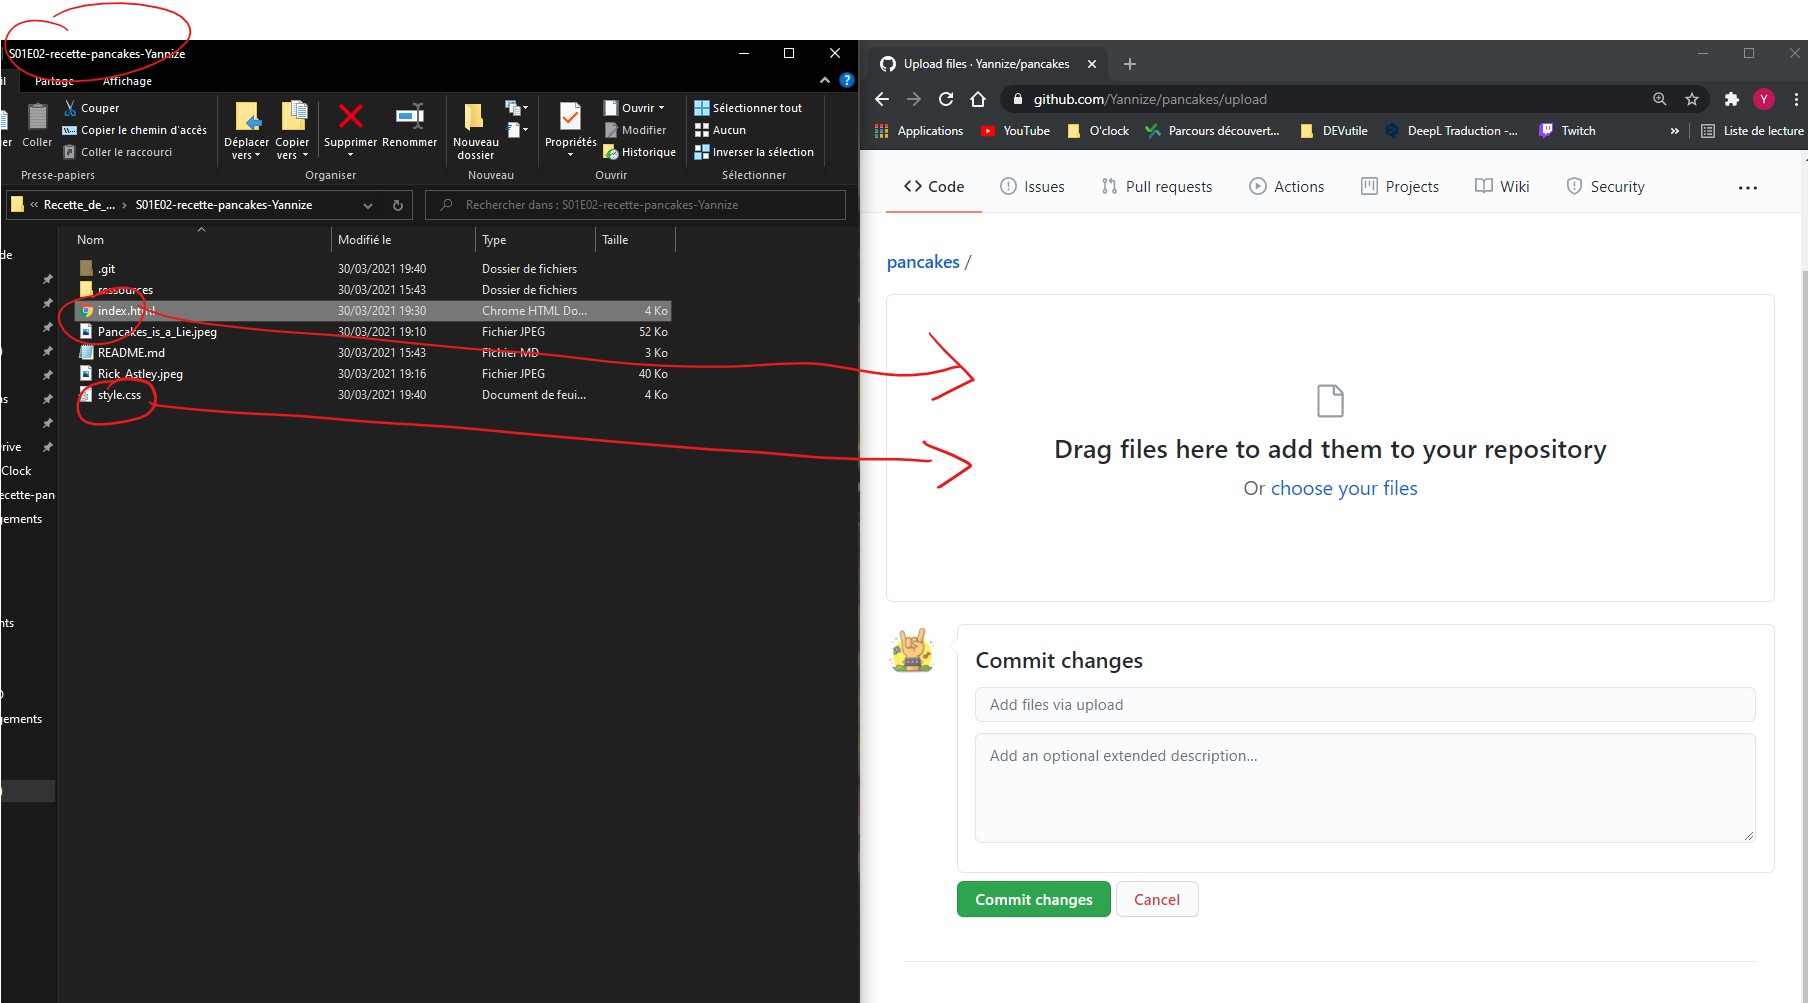 S01E02-recette-pancakes-Yannize
Partage Affichage
Couper
Copier le chemin d'accès
Coller
Coller le raccourci
Presse-papiers
Déplacer vers
Copier vers
Supprimer
Renommer
Organiser
Nouveau dossier
Nouveau
Propriétés
Ouvrir
Modifier
Historique
Ouvrir
Sélectionner tout
Aucun
Inverser la sélection
Sélectionner
« Recette_de_... > S01E02-recette-pancakes-Yannize
Rechercher dans : S01E02-recette-pancakes-Yannize
Nom Modifié le Type Taille
.git 30/03/2021 19:40 Dossier de fichiers
ressources 30/03/2021 15:43 Dossier de fichiers
index.html 30/03/2021 19:30 Chrome HTML Do... 4 Ko
Pancakes_is_a_Lie.jpeg 30/03/2021 19:10 Fichier JPEG 52 Ko
README.md 30/03/2021 15:43 Fichier MD 3 Ko
Rick_Astley.jpeg 30/03/2021 19:16 Fichier JPEG 40 Ko
style.css 30/03/2021 19:40 Document de feui... 4 Ko
de
as
rive
Clock
ecette-pan
gements
nts
gements
Upload files · Yannize/pancakes
github.com/Yannize/pancakes/upload
Y
Applications YouTube O'clock Parcours découvert... DEVutile DeepL Traduction -... Twitch » Liste de lecture
Code Issues Pull requests Actions Projects Wiki Security ...
pancakes /
Drag files here to add them to your repository
Or choose your files
Commit changes
Add files via upload
Add an optional extended description...
Commit changes Cancel